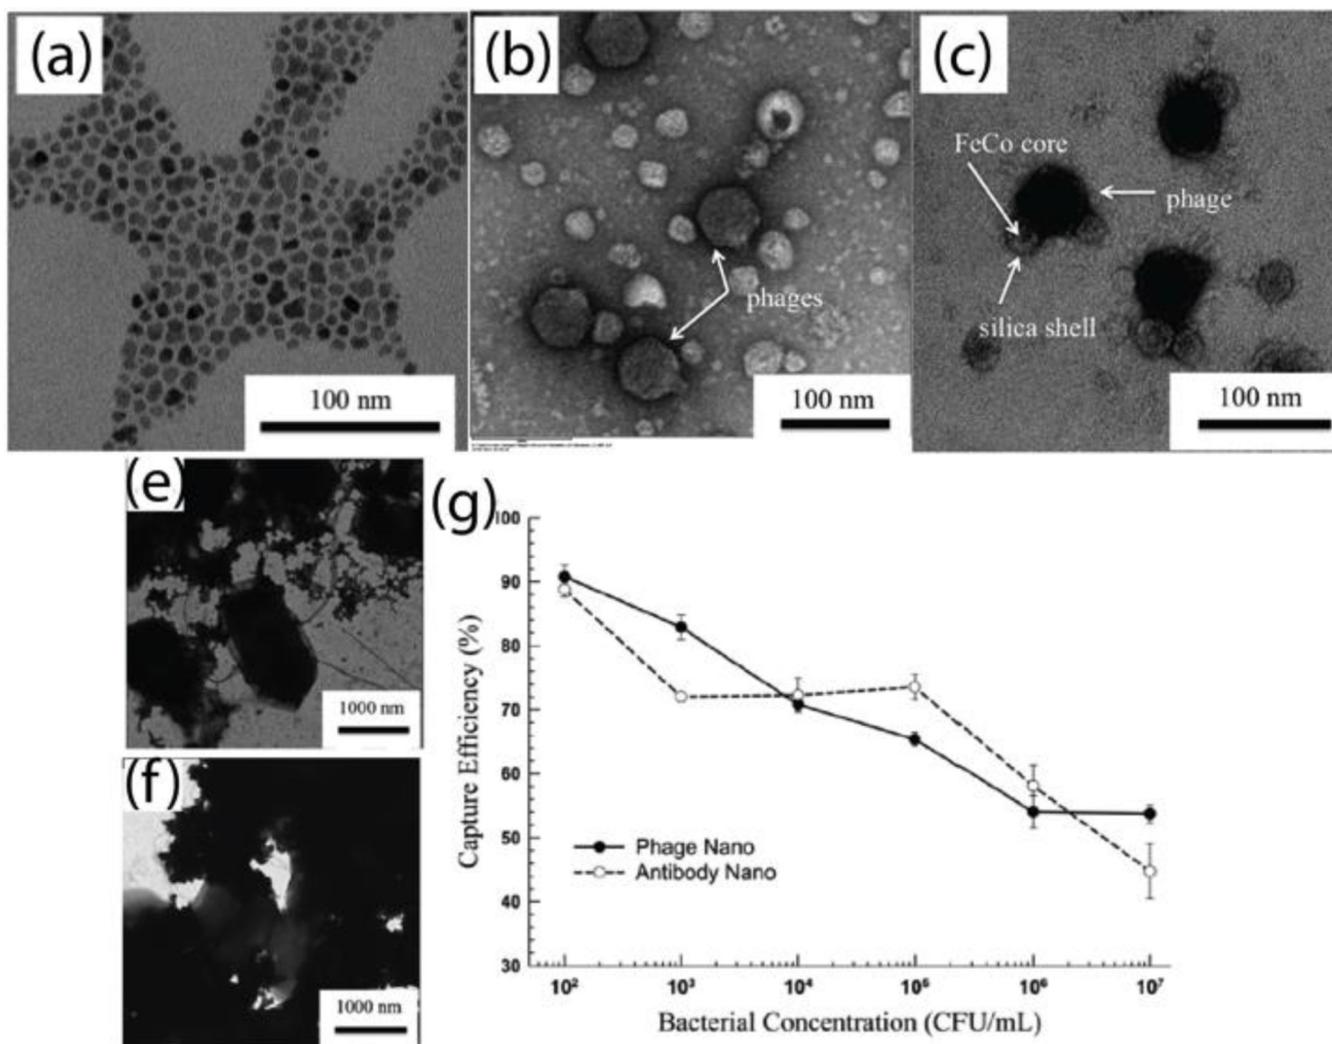 (a)
100 nm
(b)
phages
100 nm
(c)
FeCo core
phage
silica shell
100 nm
(e)
1000 nm
(f)
1000 nm
(g)
100
90
80
70
60
50
40
30
Capture Efficiency (%)
Phage Nano
Antibody Nano
10² 10³ 10⁴ 10⁵ 10⁶ 10⁷
Bacterial Concentration (CFU/mL)